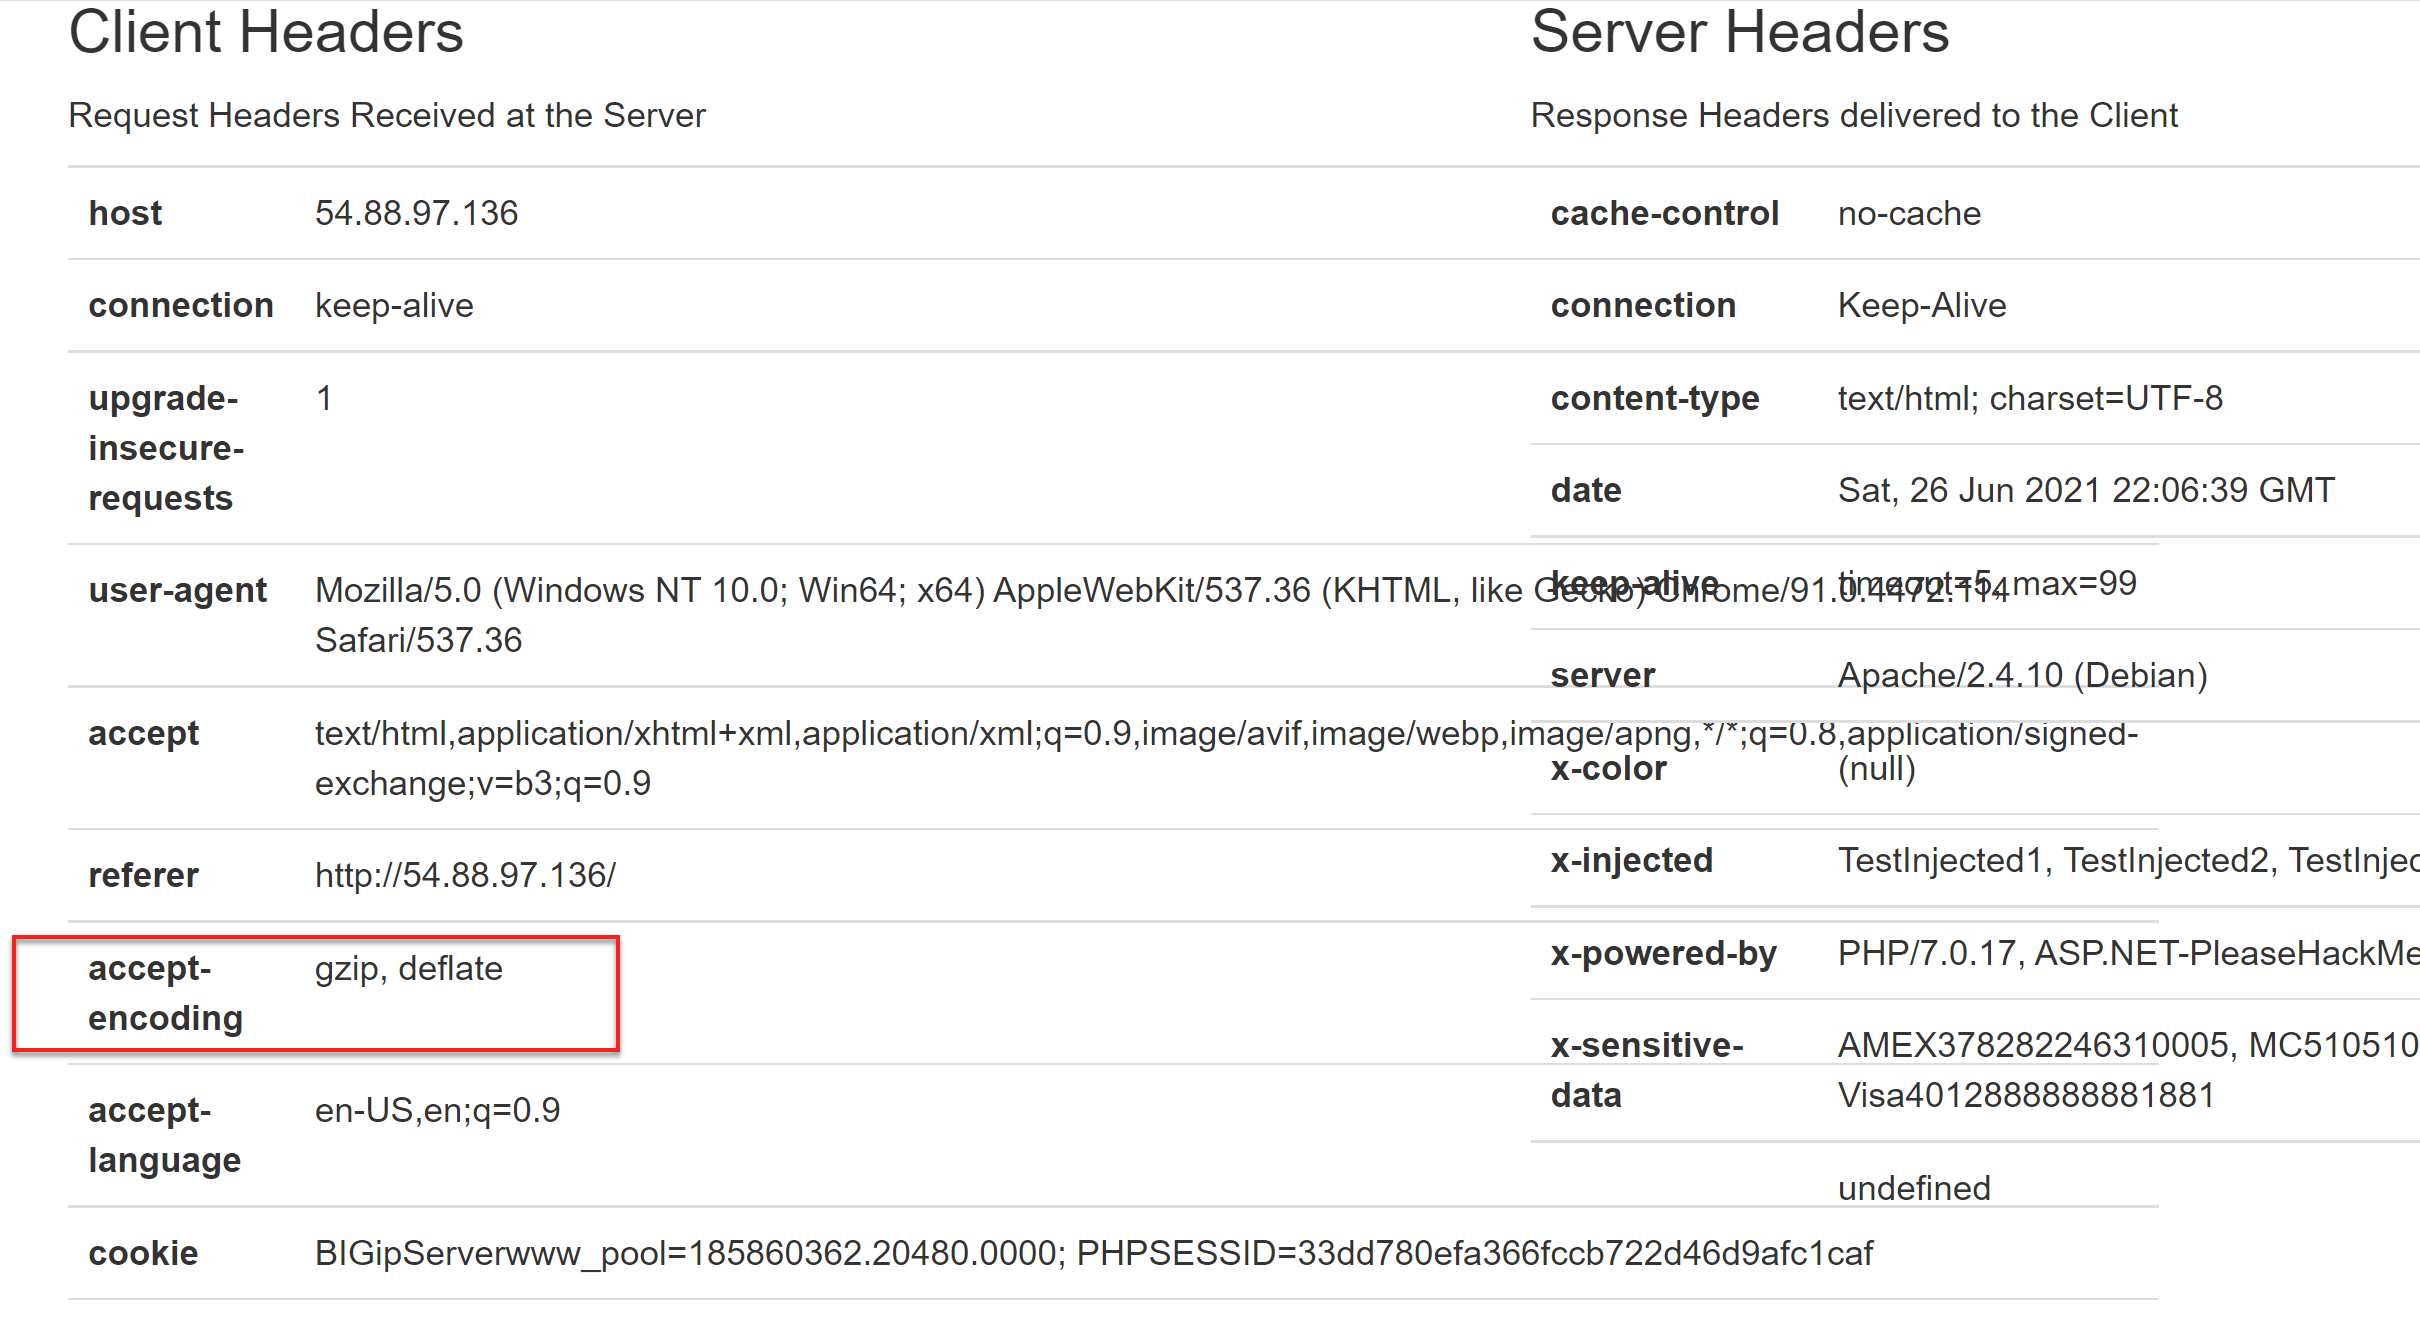 Client Headers
Request Headers Received at the Server
host 54.88.97.136
connection keep-alive
upgrade- 1
insecure-
requests
user-agent Mozilla/5.0 (Windows NT 10.0; Win64; x64) AppleWebKit/537.36 (KHTML, like Gecko) Chrome/91.0.4472.114
Safari/537.36
accept text/html,application/xhtml+xml,application/xml;q=0.9,image/avif,image/webp,image/apng,*/*;q=0.8,application/signed-
exchange;v=b3;q=0.9
referer http://54.88.97.136/
accept- gzip, deflate
encoding
accept- en-US,en;q=0.9
language
cookie BIGipServerwww_pool=185860362.20480.0000; PHPSESSID=33dd780efa366fccb722d46d9afc1caf
Server Headers
Response Headers delivered to the Client
cache-control no-cache
connection Keep-Alive
content-type text/html; charset=UTF-8
date Sat, 26 Jun 2021 22:06:39 GMT
keep-alive timeout=5, max=99
server Apache/2.4.10 (Debian)
x-color (null)
x-injected TestInjected1, TestInjected2, TestInjec
x-powered-by PHP/7.0.17, ASP.NET-PleaseHackMe
x-sensitive- AMEX378282246310005, MC510510
data Visa4012888888881881
undefined